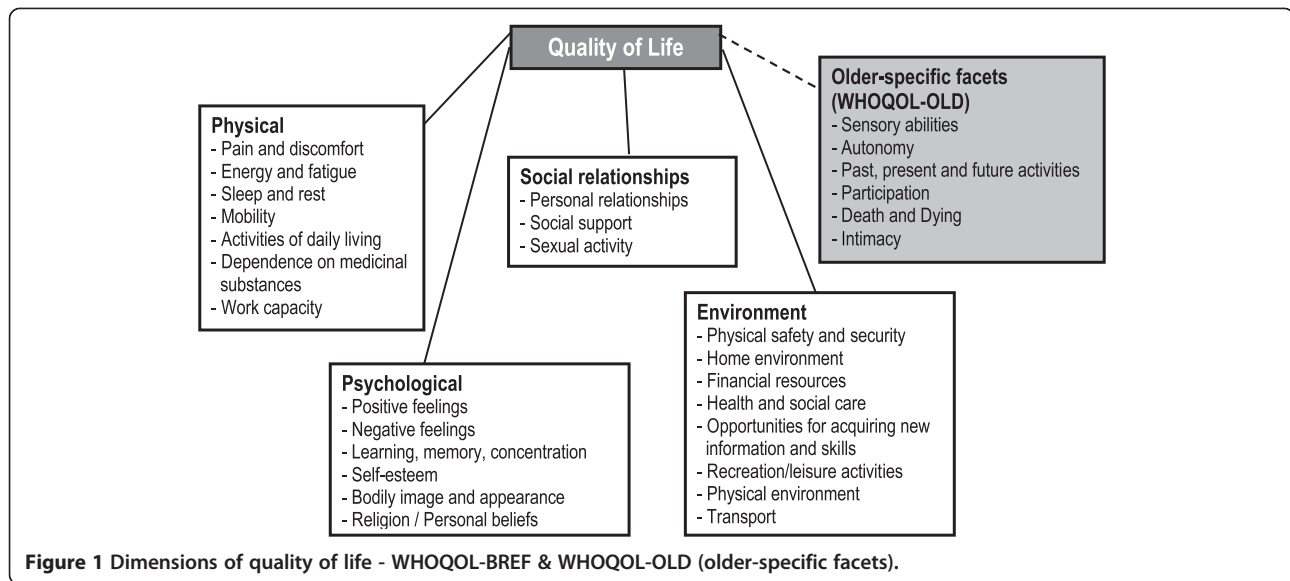 Quality of Life
Physical
- Pain and discomfort
- Energy and fatigue
- Sleep and rest
- Mobility
- Activities of daily living
- Dependence on medicinal
substances
- Work capacity
Psychological
- Positive feelings
- Negative feelings
- Learning, memory, concentration
- Self-esteem
- Bodily image and appearance
- Religion / Personal beliefs
Social relationships
- Personal relationships
- Social support
- Sexual activity
Environment
- Physical safety and security
- Home environment
- Financial resources
- Health and social care
- Opportunities for acquiring new
information and skills
- Recreation/leisure activities
- Physical environment
- Transport
Older-specific facets
(WHOQOL-OLD)
- Sensory abilities
- Autonomy
- Past, present and future activities
- Participation
- Death and Dying
- Intimacy
Figure 1 Dimensions of quality of life - WHOQOL-BREF & WHOQOL-OLD (older-specific facets).